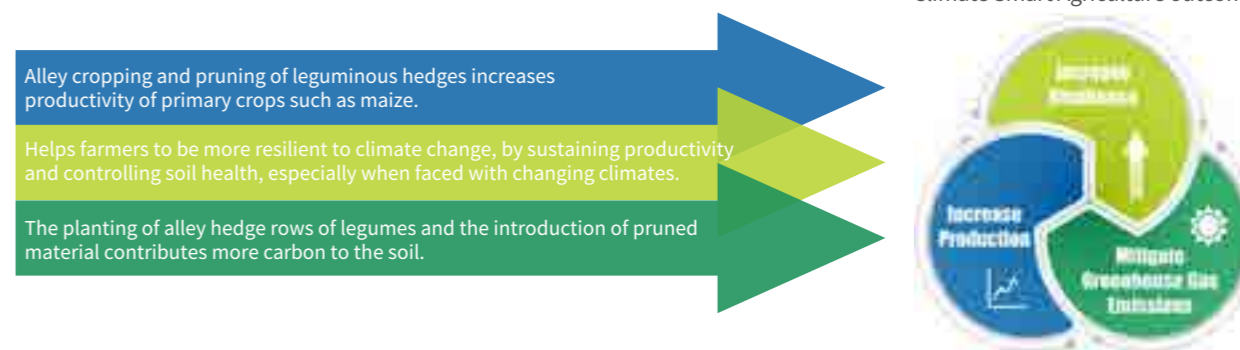 Climate Smart Agriculture
Alley cropping and pruning of leguminous hedges increases
productivity of primary crops such as maize.
Helps farmers to be more resilient to climate change, by sustaining productivity
and controlling soil health, especially when faced with changing climates.
The planting of alley hedge rows of legumes and the introduction of pruned
material contributes more carbon to the soil.
Increase
Resilience
Increase
Production
Mitigate
Greenhouse Gas
Emissions